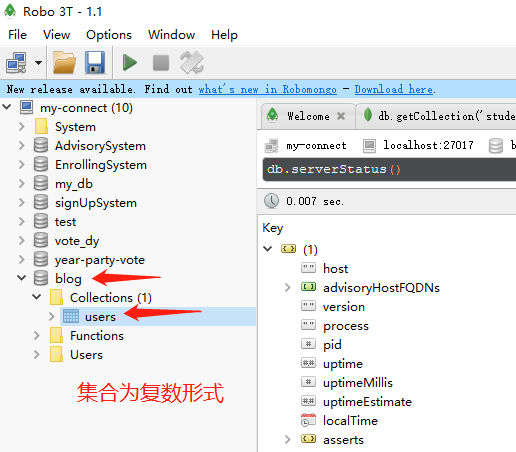 Robo 3T - 1.1
File View Options Window Help
New release available. Find out what's new in Robomongo - Download here.
my-connect (10)
System
AdvisorySystem
EnrollingSystem
my_db
signUpSystem
test
vote_dy
year-party-vote
blog
Collections (1)
users
Functions
Users
集合为复数形式
Welcome
db.getCollection('stude
my-connect localhost:27017 b
db.serverStatus()
0.007 sec.
Key
(1)
host
advisoryHostFQDNs
version
process
pid
uptime
uptimeMillis
uptimeEstimate
localTime
asserts